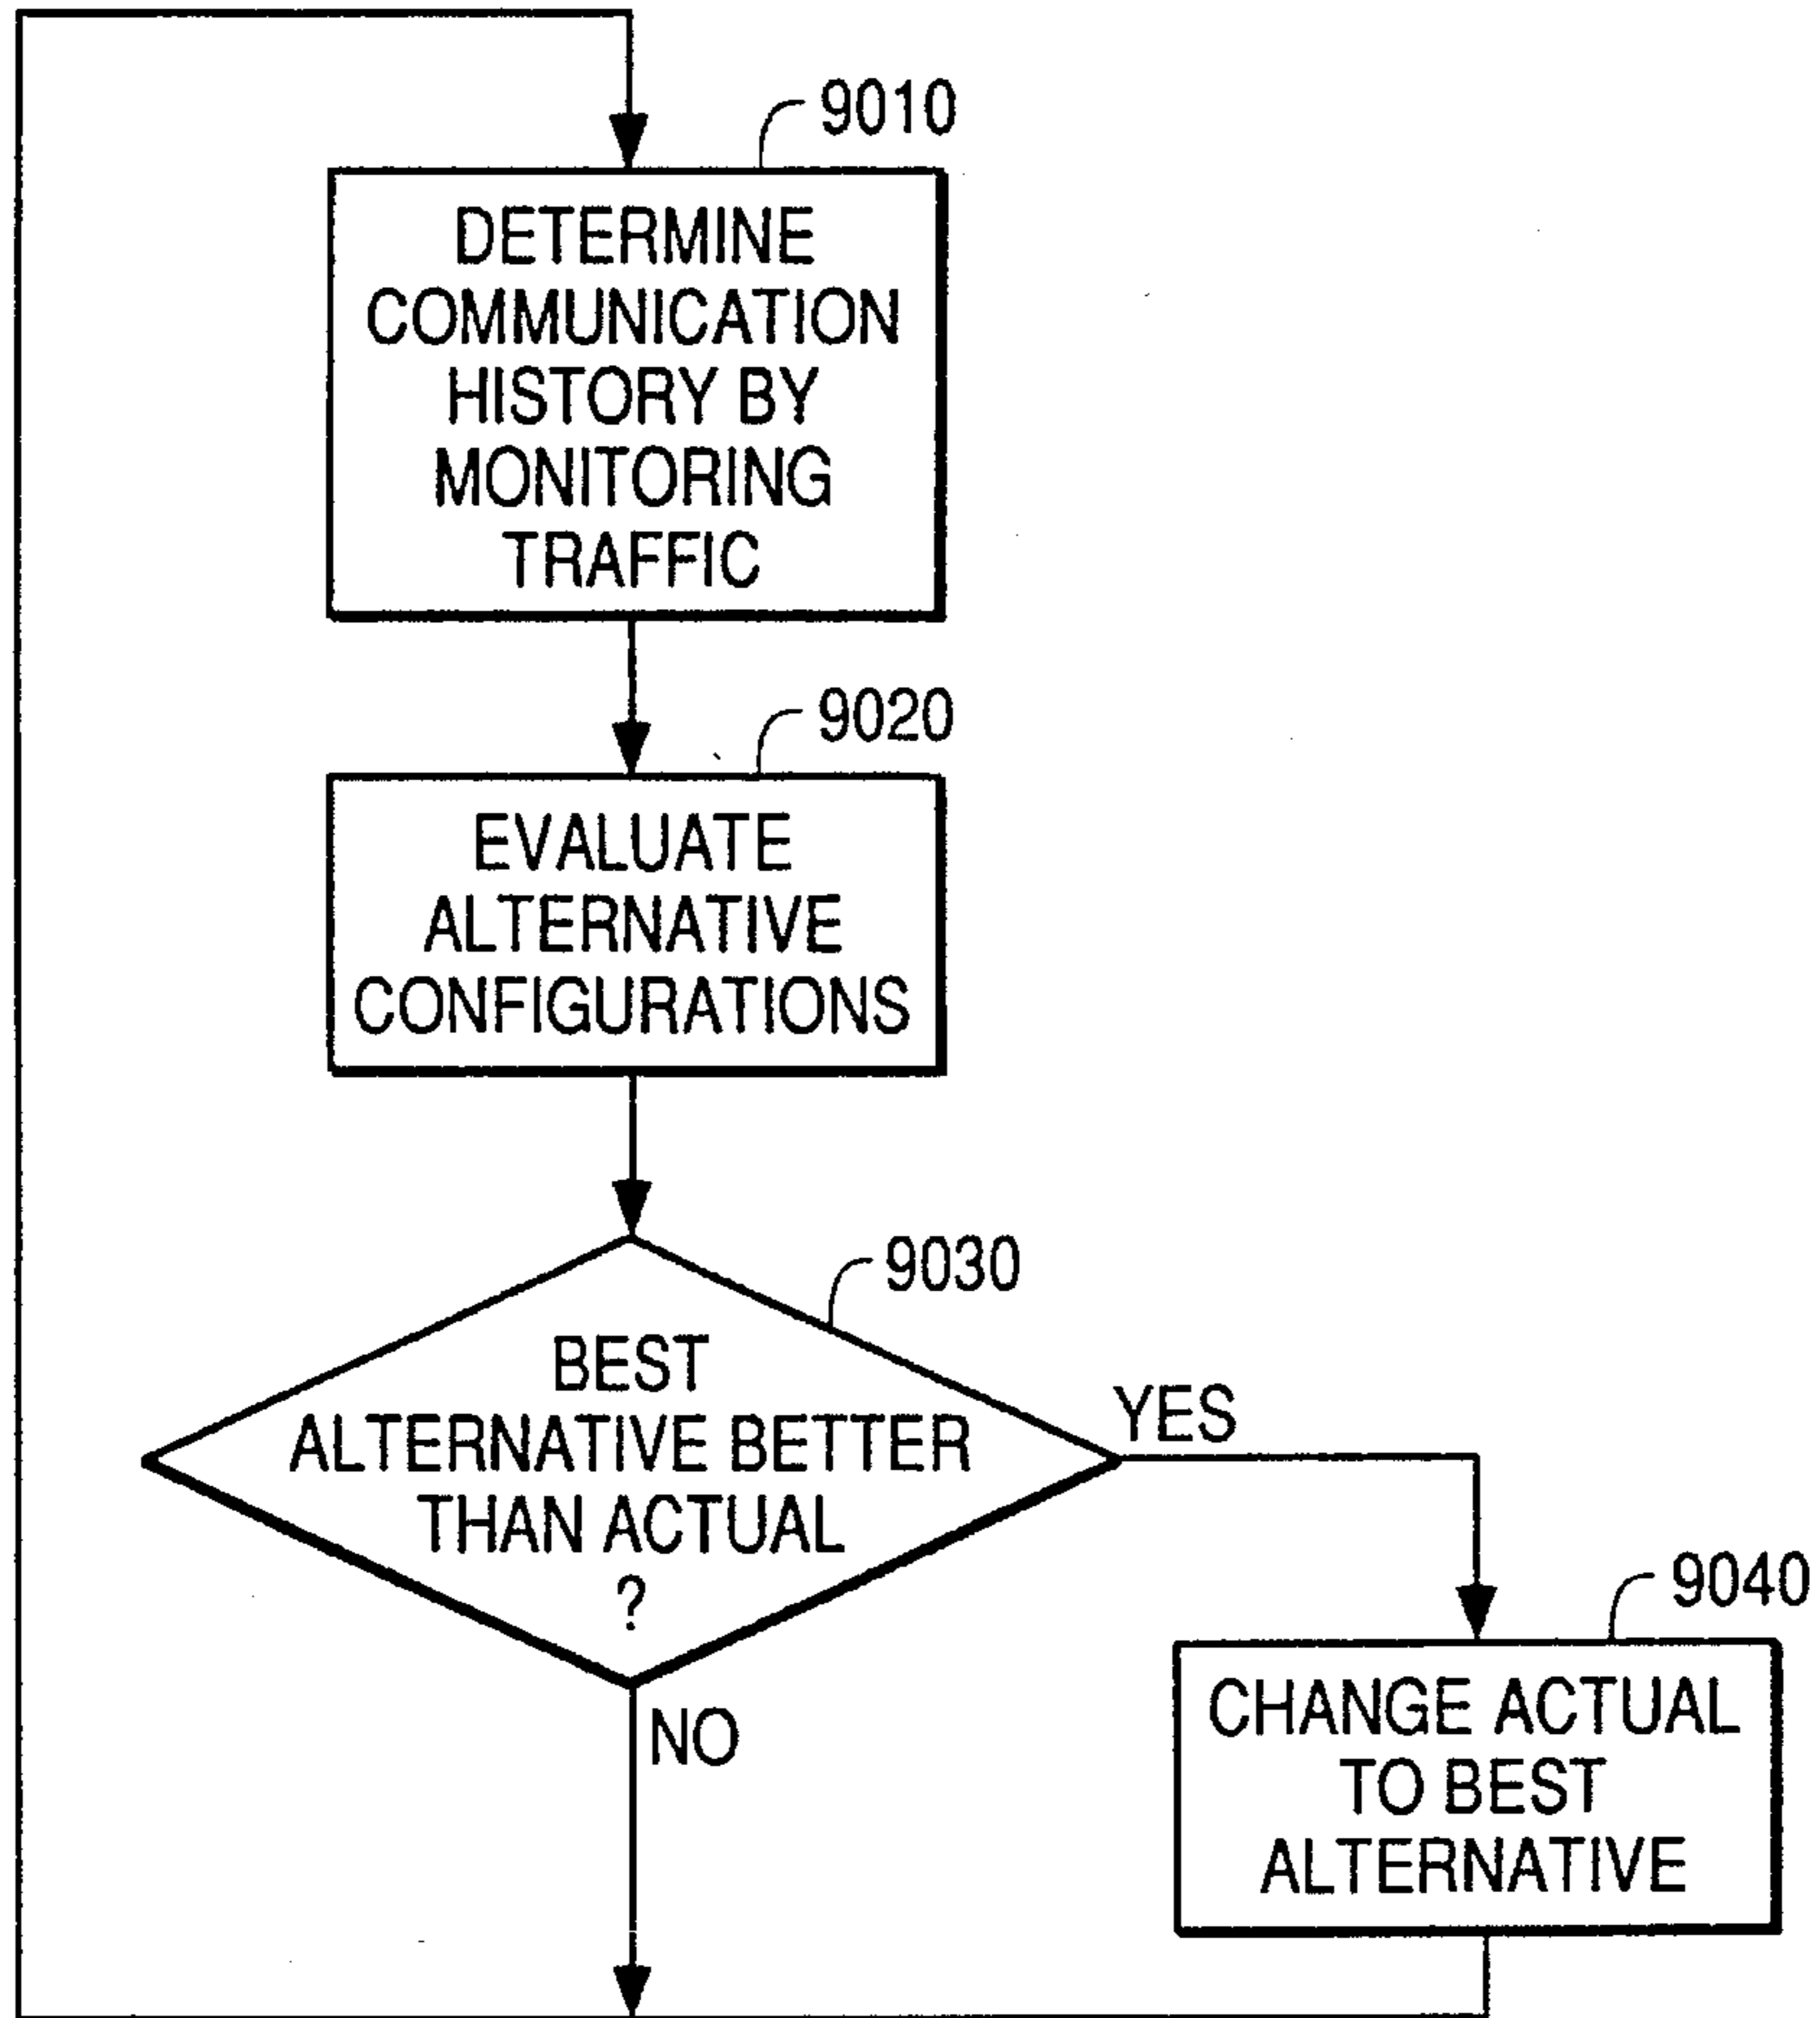 9010
DETERMINE
COMMUNICATION
HISTORY BY
MONITORING
TRAFFIC
9020
EVALUATE
ALTERNATIVE
CONFIGURATIONS
9030
BEST
ALTERNATIVE BETTER
THAN ACTUAL
?
YES
NO
9040
CHANGE ACTUAL
TO BEST
ALTERNATIVE